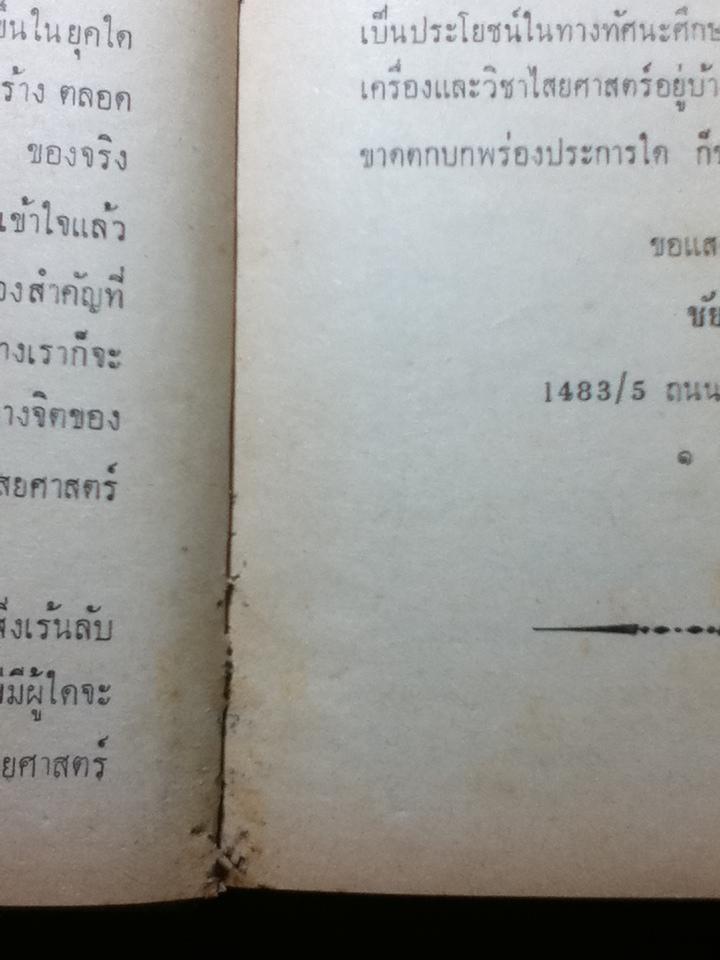 ขึ้นในยุคใด
ร้าง ตลอด
ของจริง
เข้าใจแล้ว
องสำคัญที่
างเราก็จะ
างจิตของ
สยศาสตร์
สิ่งเร้นลับ
มีผู้ใดจะ
ยศาสตร์
เป็นประโยชน์ในทางทัศนะศึกษ
เครื่องและวิชาไสยศาสตร์อยู่บ้า
ขาดตกบกพร่องประการใด ก็ข
ขอแส
ชัย
1483/5 ถนน
๑